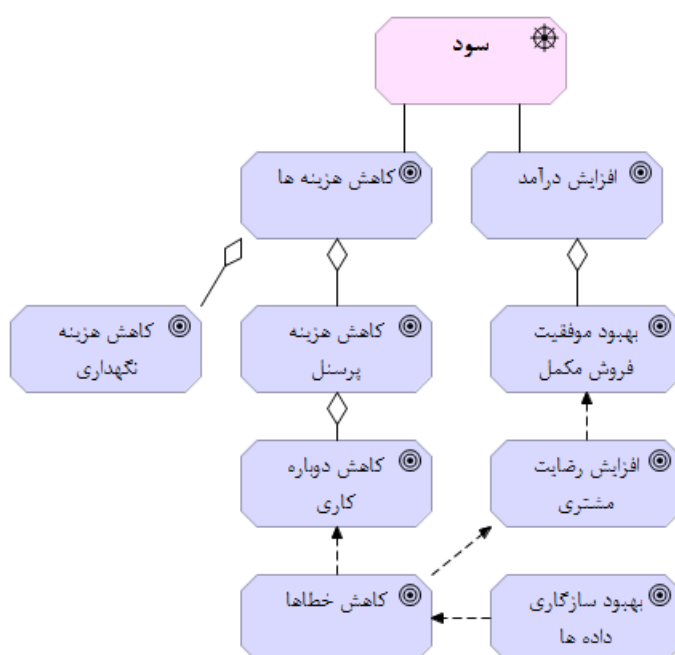 سود
افزایش درآمد
کاهش هزینه ها
بهبود موفقیت
فروش مکمل
کاهش هزینه
پرسنل
کاهش هزینه
نگهداری
افزایش رضایت
مشتری
کاهش دوباره
کاری
بهبود سازگاری
داده ها
کاهش خطاها